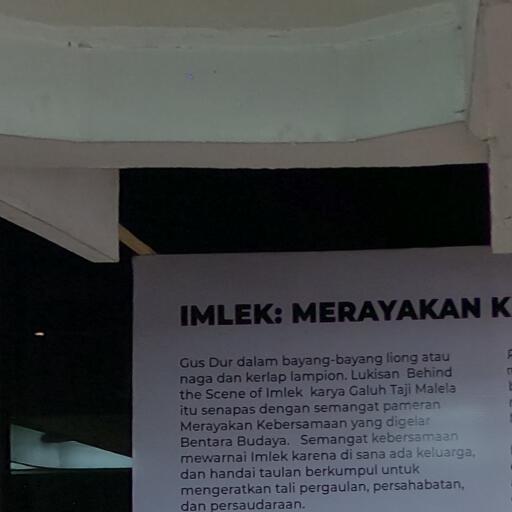 IMLEK: MERAYAKAN K
Gus Dur dalam bayang-bayang liong atau
naga dan kerlap lampion. Lukisan Behind
the Scene of Imlek karya Galuh Taji Malela
itu senapas dengan semangat pameran
Merayakan Kebersamaan yang digelar
Bentara Budaya. Semangat kebersamaan
mewarnai Imlek karena di sana ada keluarga,
dan handai taulan berkumpul untuk
mengeratkan tali pergaulan, persahabatan,
dan persaudaraan.